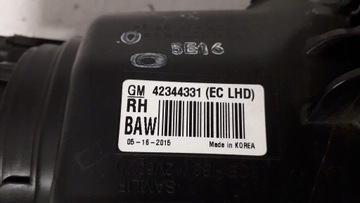 5E16
GM 42344331 (EC LHD)
RH
BAW
05-16-2015
Made in KOREA